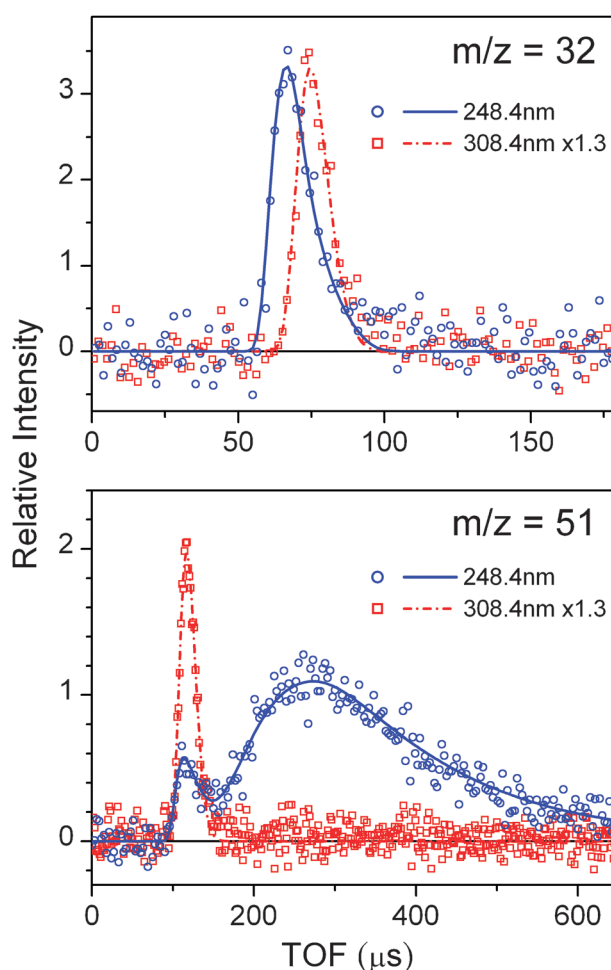 m/z = 32
248.4nm
308.4nm x1.3
3
2
1
0
0
50
100
150
Relative Intensity
m/z = 51
248.4nm
308.4nm x1.3
2
1
0
0
200
400
600
TOF (μs)